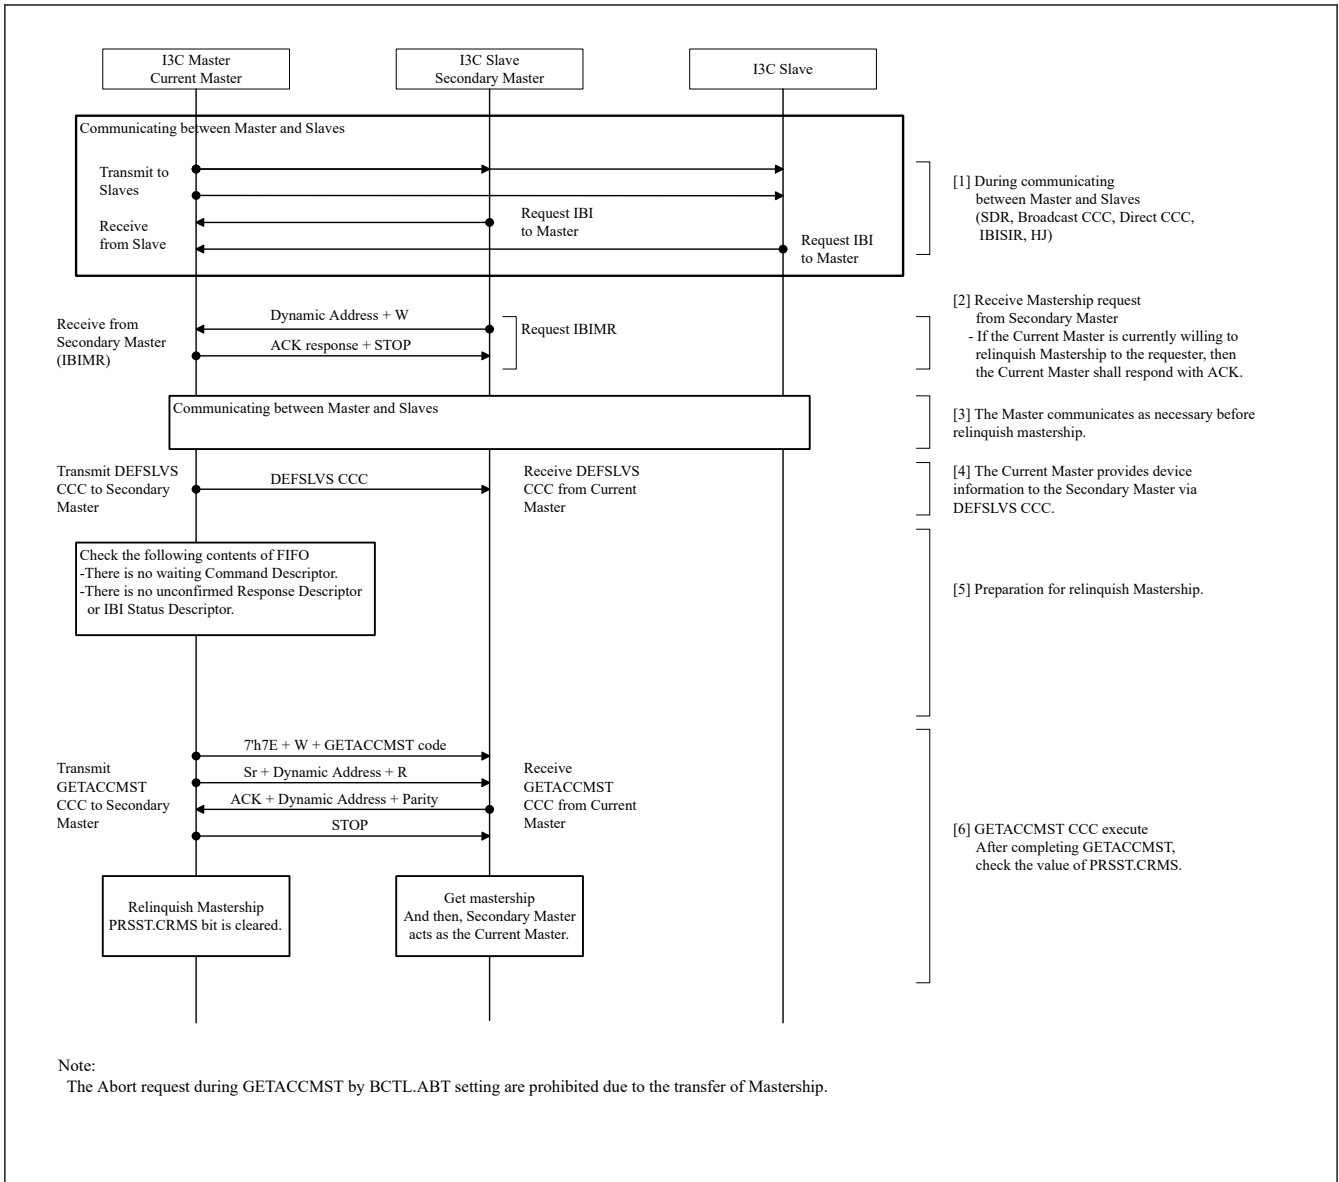 I3C Master
Current Master
I3C Slave
Secondary Master
I3C Slave
Communicating between Master and Slaves
Transmit to
Slaves
Receive
from Slave
Request IBI
to Master
Request IBI
to Master
[1] During communicating
between Master and Slaves
(SDR, Broadcast CCC, Direct CCC,
IBISIR, HJ)
Receive from
Secondary Master
(IBIMR)
Dynamic Address + W
ACK response + STOP
Request IBIMR
[2] Receive Mastership request
from Secondary Master
- If the Current Master is currently willing to
relinquish Mastership to the requester, then
the Current Master shall respond with ACK.
Communicating between Master and Slaves
[3] The Master communicates as necessary before
relinquish mastership.
Transmit DEFSLVS
CCC to Secondary
Master
DEFSLVS CCC
Receive DEFSLVS
CCC from Current
Master
[4] The Current Master provides device
information to the Secondary Master via
DEFSLVS CCC.
Check the following contents of FIFO
-There is no waiting Command Descriptor.
-There is no unconfirmed Response Descriptor
or IBI Status Descriptor.
[5] Preparation for relinquish Mastership.
Transmit
GETACCMST
CCC to Secondary
Master
7'h7E + W + GETACCMST code
Sr + Dynamic Address + R
ACK + Dynamic Address + Parity
STOP
Receive
GETACCMST
CCC from Current
Master
[6] GETACCMST CCC execute
After completing GETACCMST,
check the value of PRSST.CRMS.
Relinquish Mastership
PRSST.CRMS bit is cleared.
Get mastership
And then, Secondary Master
acts as the Current Master.
Note:
The Abort request during GETACCMST by BCTL.ABT setting are prohibited due to the transfer of Mastership.